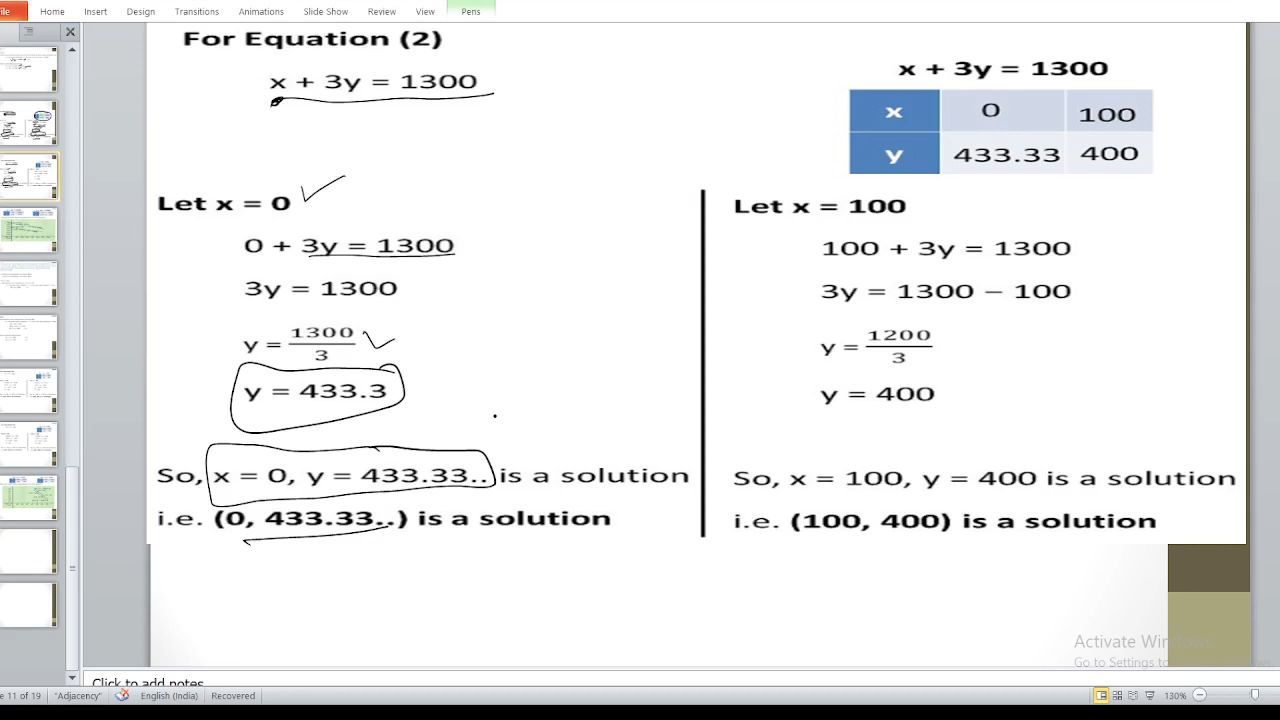 File Home Insert Design Transitions Animations Slide Show Review View Pens
For Equation (2)
x + 3y = 1300
x + 3y = 1300
x 0 100
y 433.33 400
Let x = 0
0 + 3y = 1300
3y = 1300
y = 1300/3
y = 433.3
So, x = 0, y = 433.33.. is a solution
i.e. (0, 433.33..) is a solution
Let x = 100
100 + 3y = 1300
3y = 1300 − 100
y = 1200/3
y = 400
So, x = 100, y = 400 is a solution
i.e. (100, 400) is a solution
Activate Windows
Go to Settings to
Click to add notes
e 11 of 19 "Adjacency" English (India) Recovered 130%